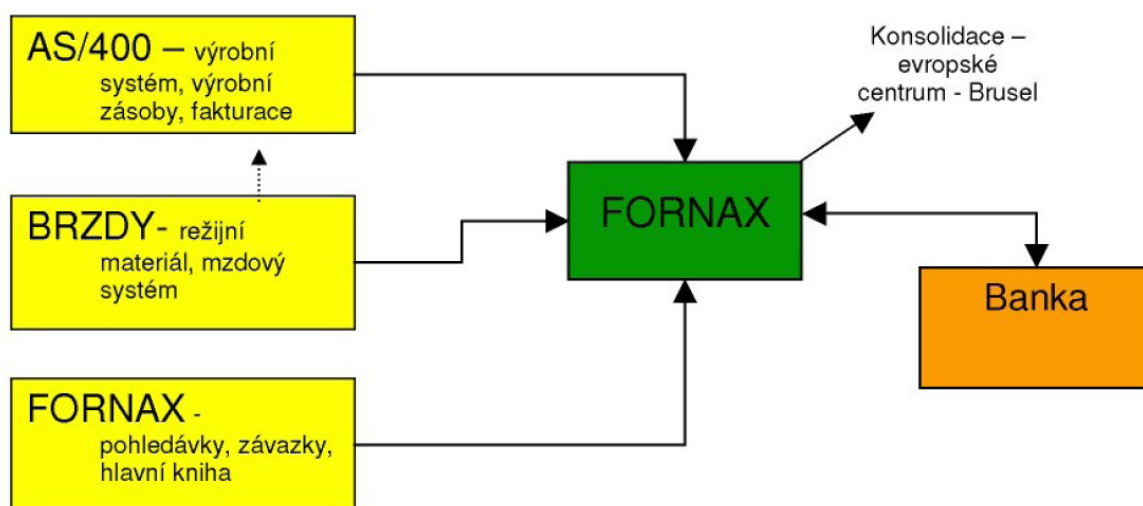 AS/400 – výrobní
systém, výrobní
zásoby, fakturace
Konsolidace –
evropské
centrum - Brusel
BRZDY- režijní
materiál, mzdový
systém
FORNAX
Banka
FORNAX -
pohledávky, závazky,
hlavní kniha